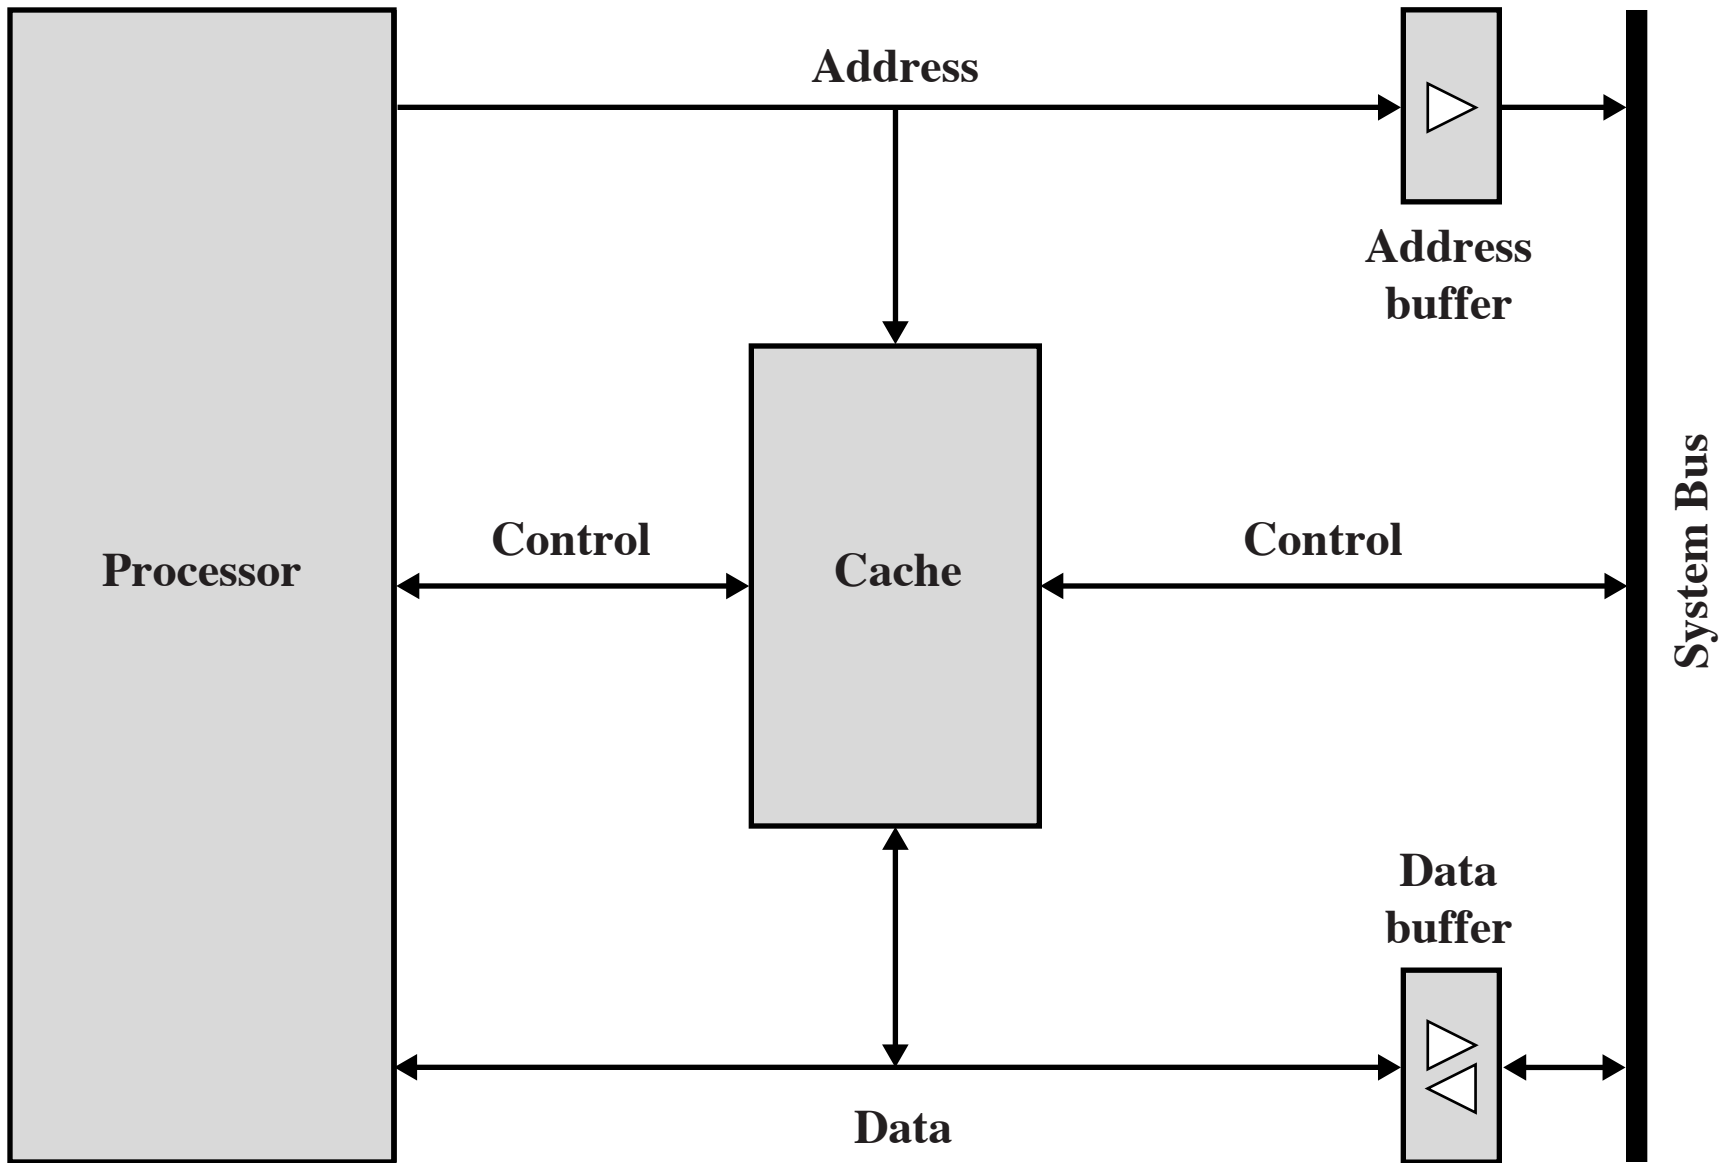 Address
Address
buffer
Control
Control
Processor
Cache
System Bus
Data
buffer
Data